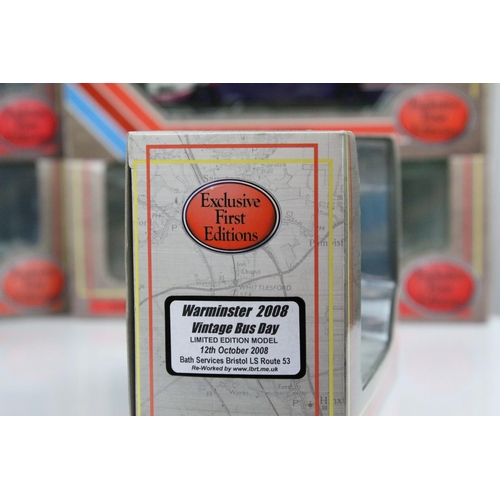 Exclusive
First
Editions
WHITTLESFORD
Warminster 2008
Vintage Bus Day
LIMITED EDITION MODEL
12th October 2008
Bath Services Bristol LS Route 53
Re-Worked by www.lbrt.me.uk